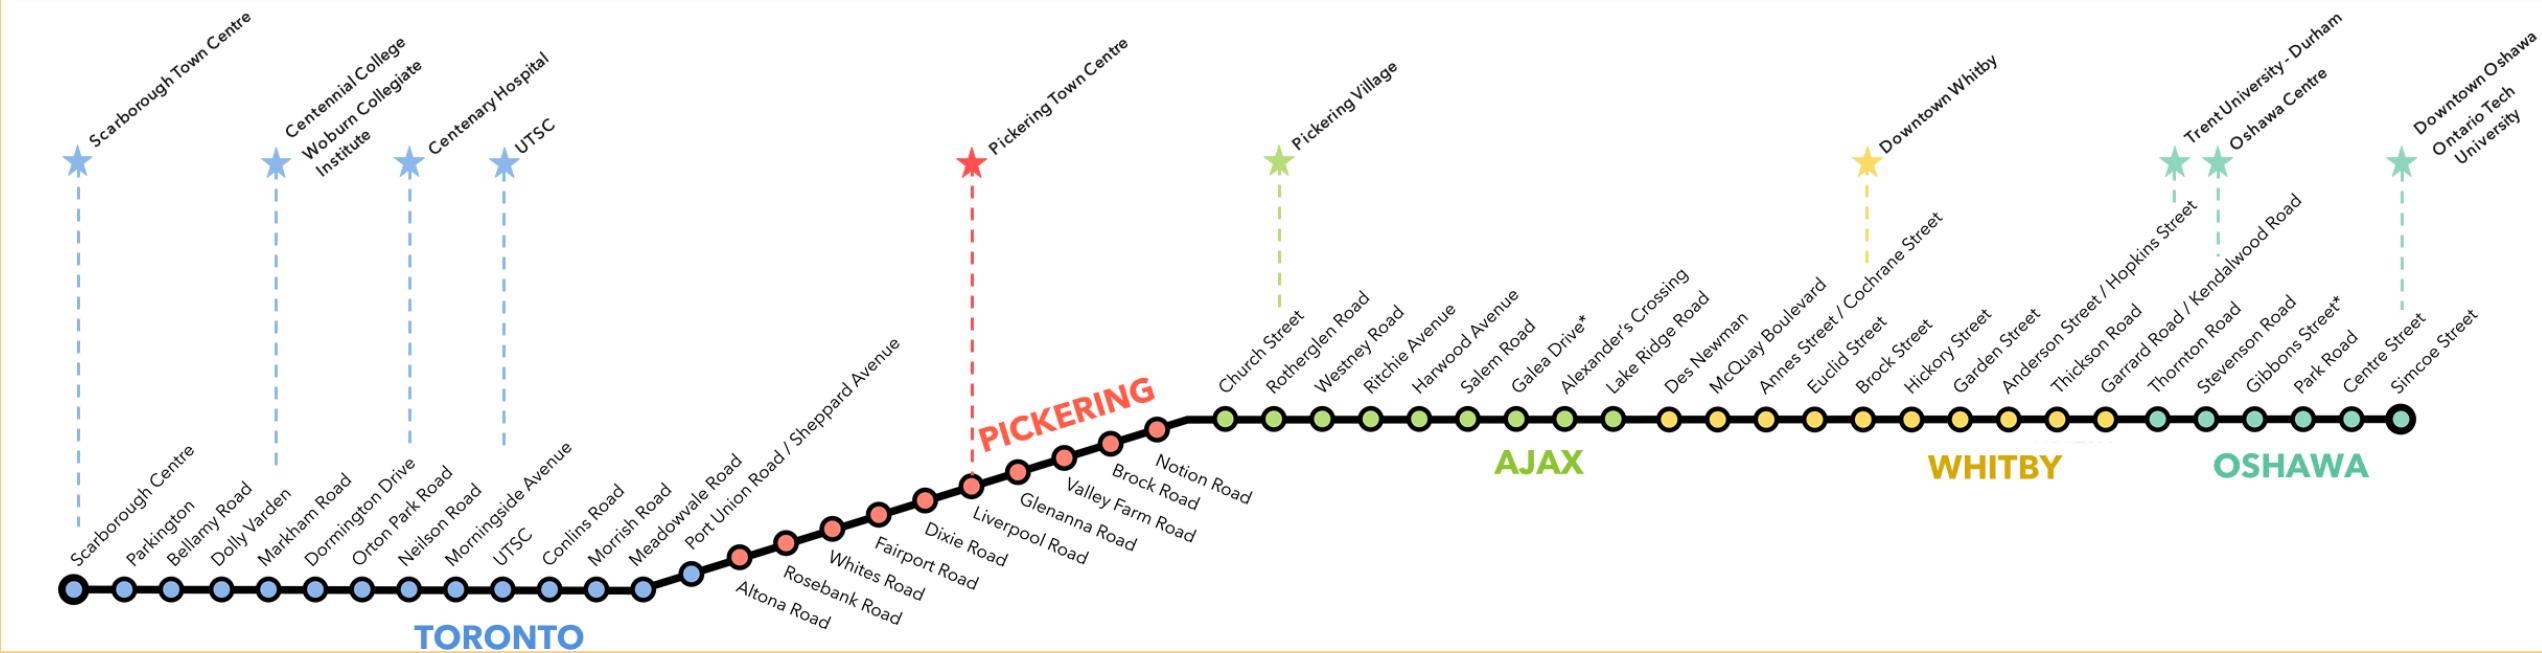 Scarborough Town Centre
Centennial College
Woburn Collegiate
Institute
Centenary Hospital
UTSC
Pickering Town Centre
Pickering Village
Downtown Whitby
Trent University - Durham
Oshawa Centre
Downtown Oshawa
Ontario Tech
University
Scarborough Centre
Parkington
Bellamy Road
Dolly Varden
Markham Road
Dormington Drive
Orton Park Road
Neilson Road
Morningside Avenue
UTSC
Conlins Road
Morrish Road
Meadowvale Road
Port Union Road / Sheppard Avenue
TORONTO
Altona Road
Rosebank Road
Whites Road
Fairport Road
Dixie Road
Liverpool Road
Glenanna Road
Valley Farm Road
Brock Road
Notion Road
PICKERING
Church Street
Rotherglen Road
Westney Road
Ritchie Avenue
Harwood Avenue
Salem Road
Galea Drive*
Alexander's Crossing
Lake Ridge Road
AJAX
Des Newman
McQuay Boulevard
Annes Street / Cochrane Street
Euclid Street
Brock Street
Hickory Street
Garden Street
Anderson Street / Hopkins Street
Thickson Road
Garrard Road / Kendalwood Road
WHITBY
Thornton Road
Stevenson Road
Gibbons Street*
Park Road
Centre Street
Simcoe Street
OSHAWA